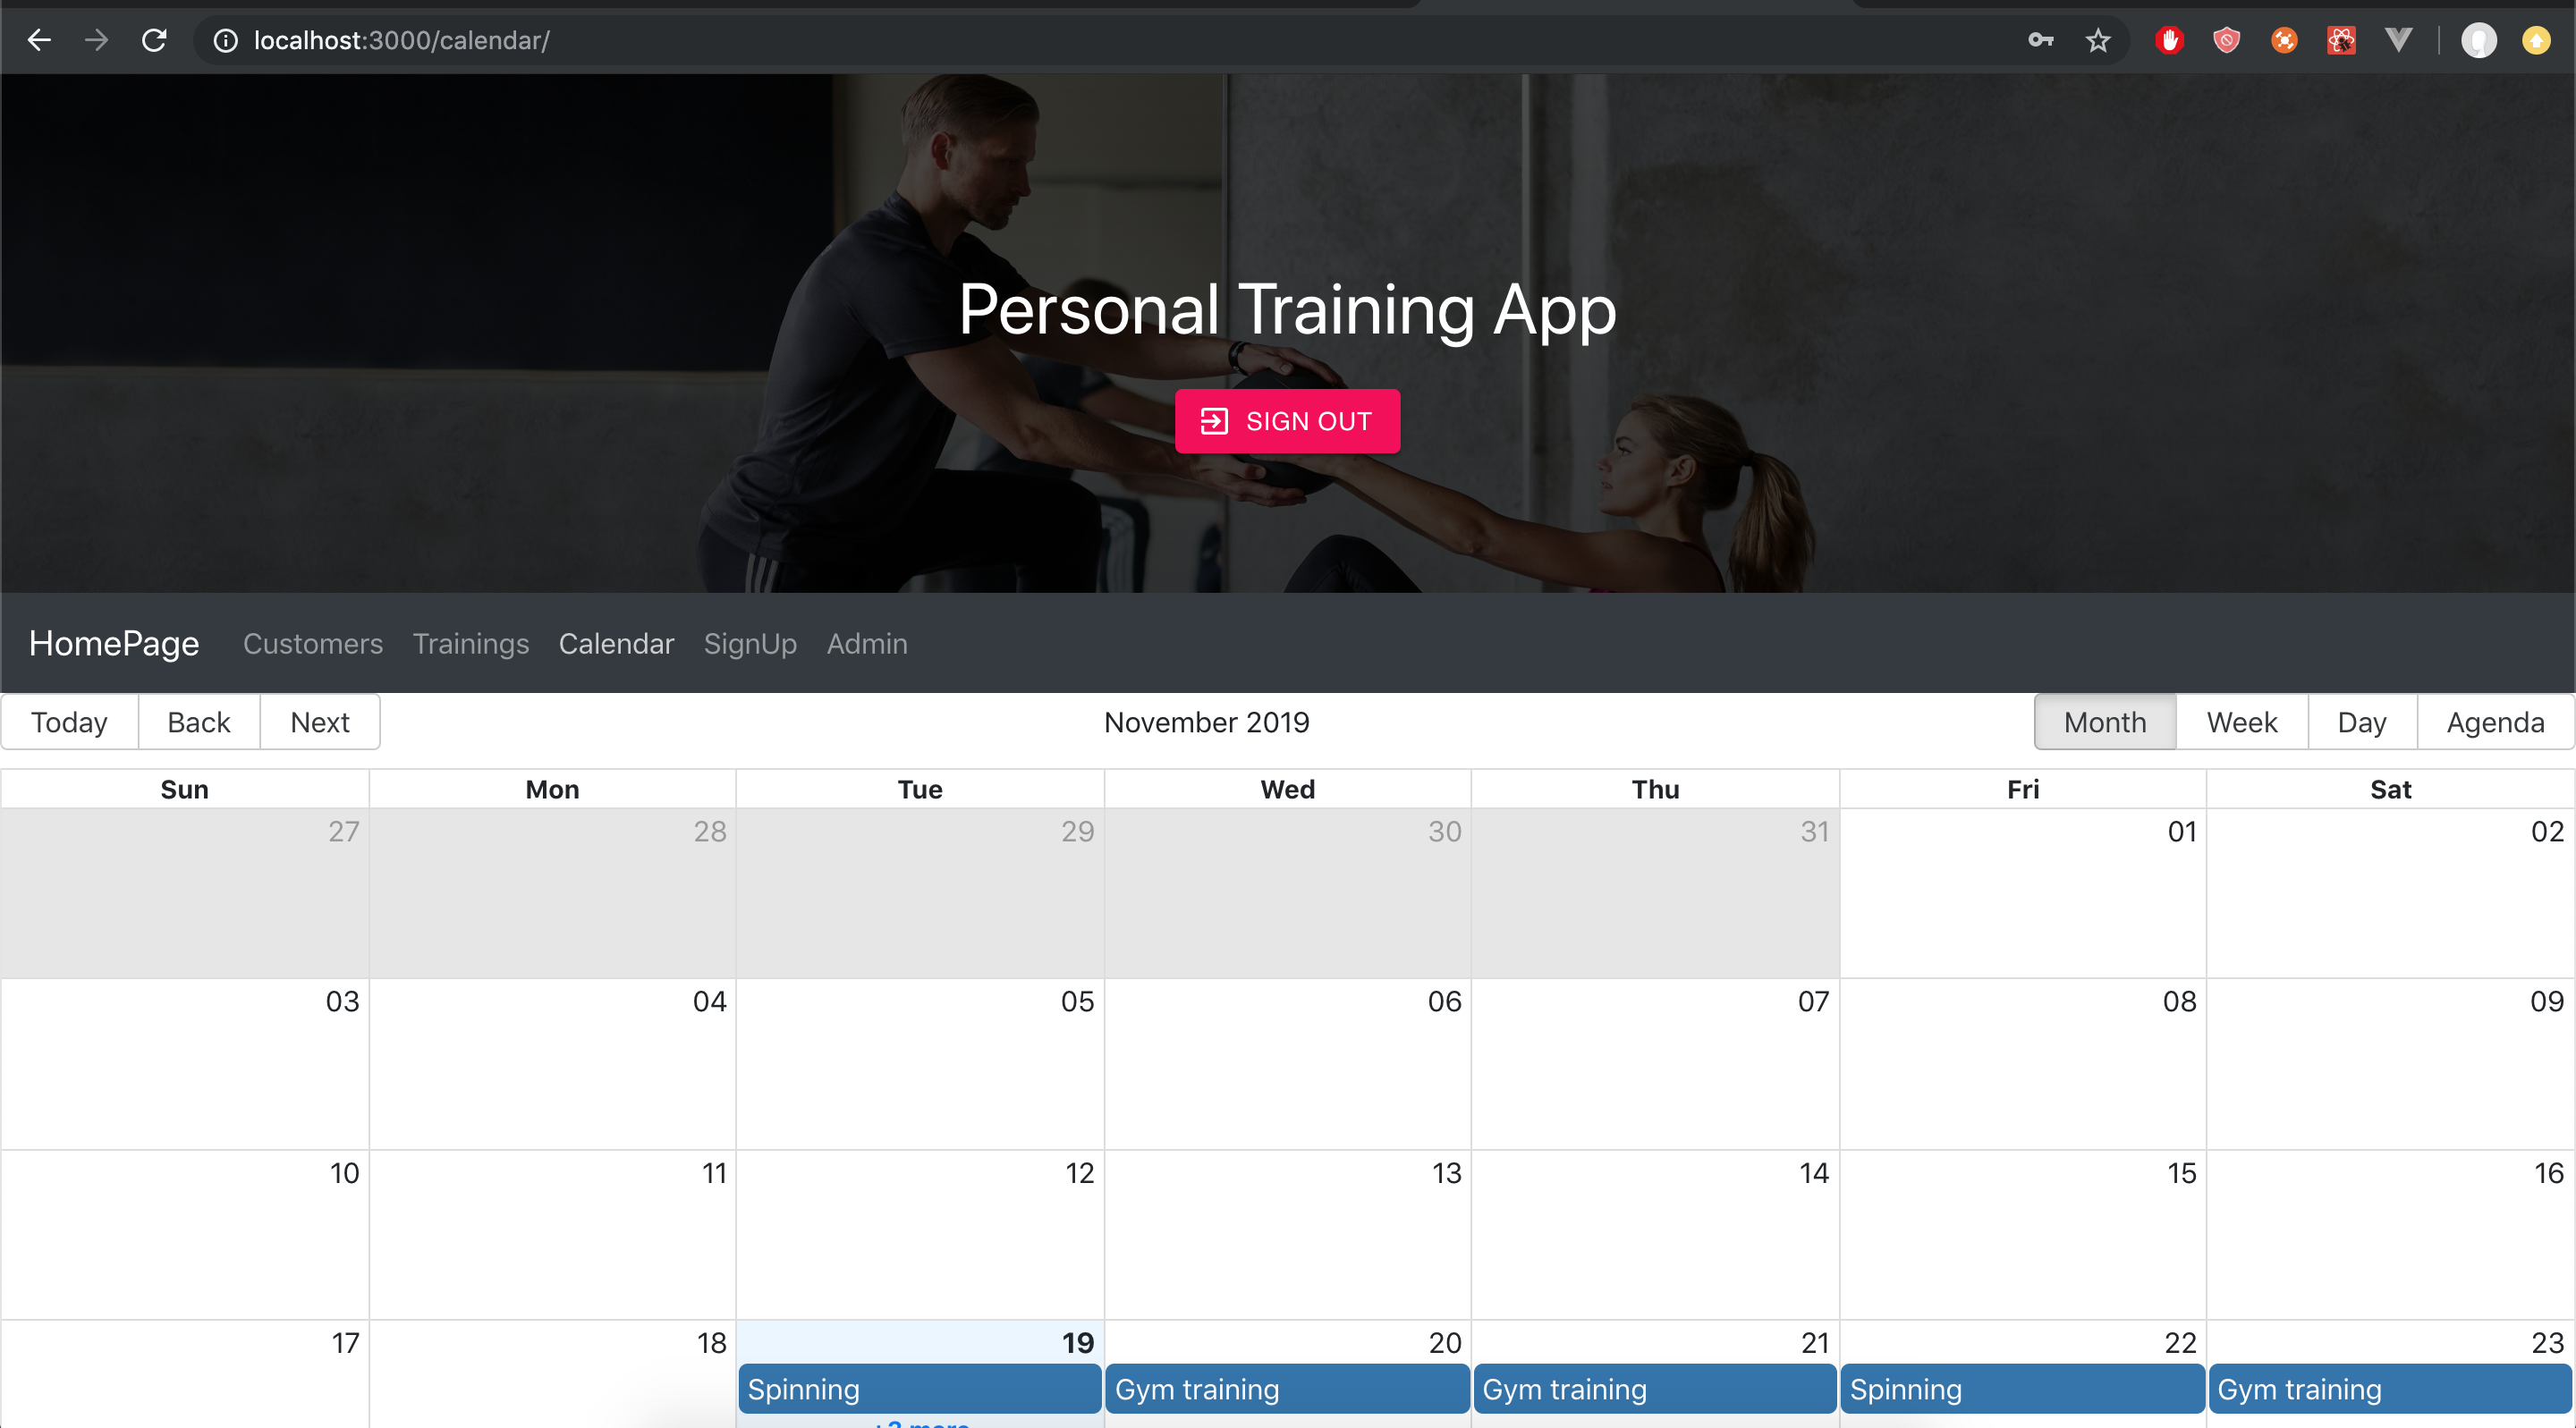 localhost:3000/calendar/
Personal Training App
SIGN OUT
HomePage Customers Trainings Calendar SignUp Admin
Today Back Next November 2019 Month Week Day Agenda
Sun Mon Tue Wed Thu Fri Sat
27 28 29 30 31 01 02
03 04 05 06 07 08 09
10 11 12 13 14 15 16
17 18 19 20 21 22 23
Spinning Gym training Gym training Spinning Gym training